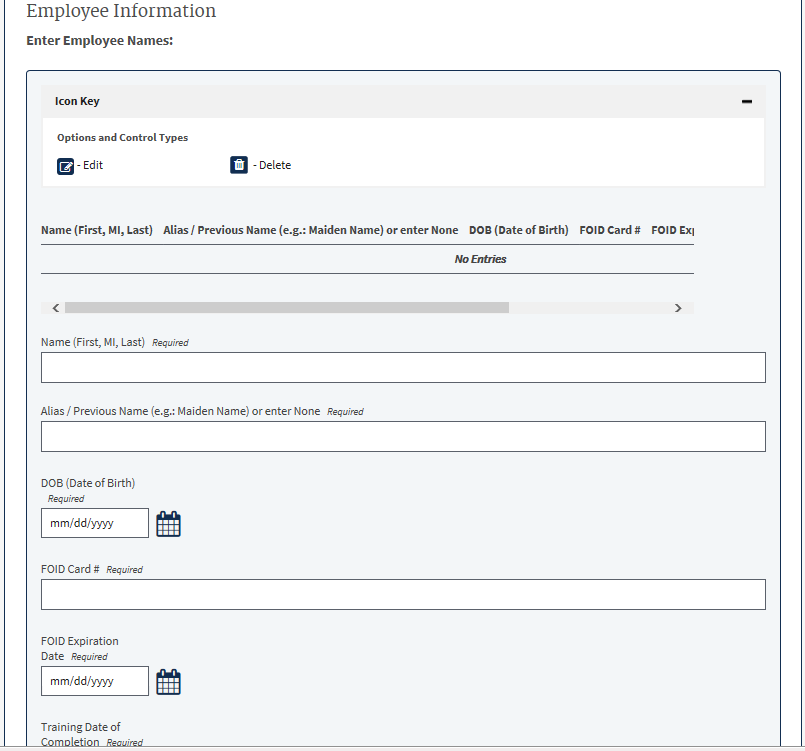 Employee Information
Enter Employee Names:
Icon Key
Options and Control Types
- Edit - Delete
Name (First, MI, Last) Alias / Previous Name (e.g.: Maiden Name) or enter None DOB (Date of Birth) FOID Card # FOID Exp
No Entries
Name (First, MI, Last) Required
Alias / Previous Name (e.g.: Maiden Name) or enter None Required
DOB (Date of Birth)
Required
mm/dd/yyyy
FOID Card # Required
FOID Expiration
Date Required
mm/dd/yyyy
Training Date of
Completion Required